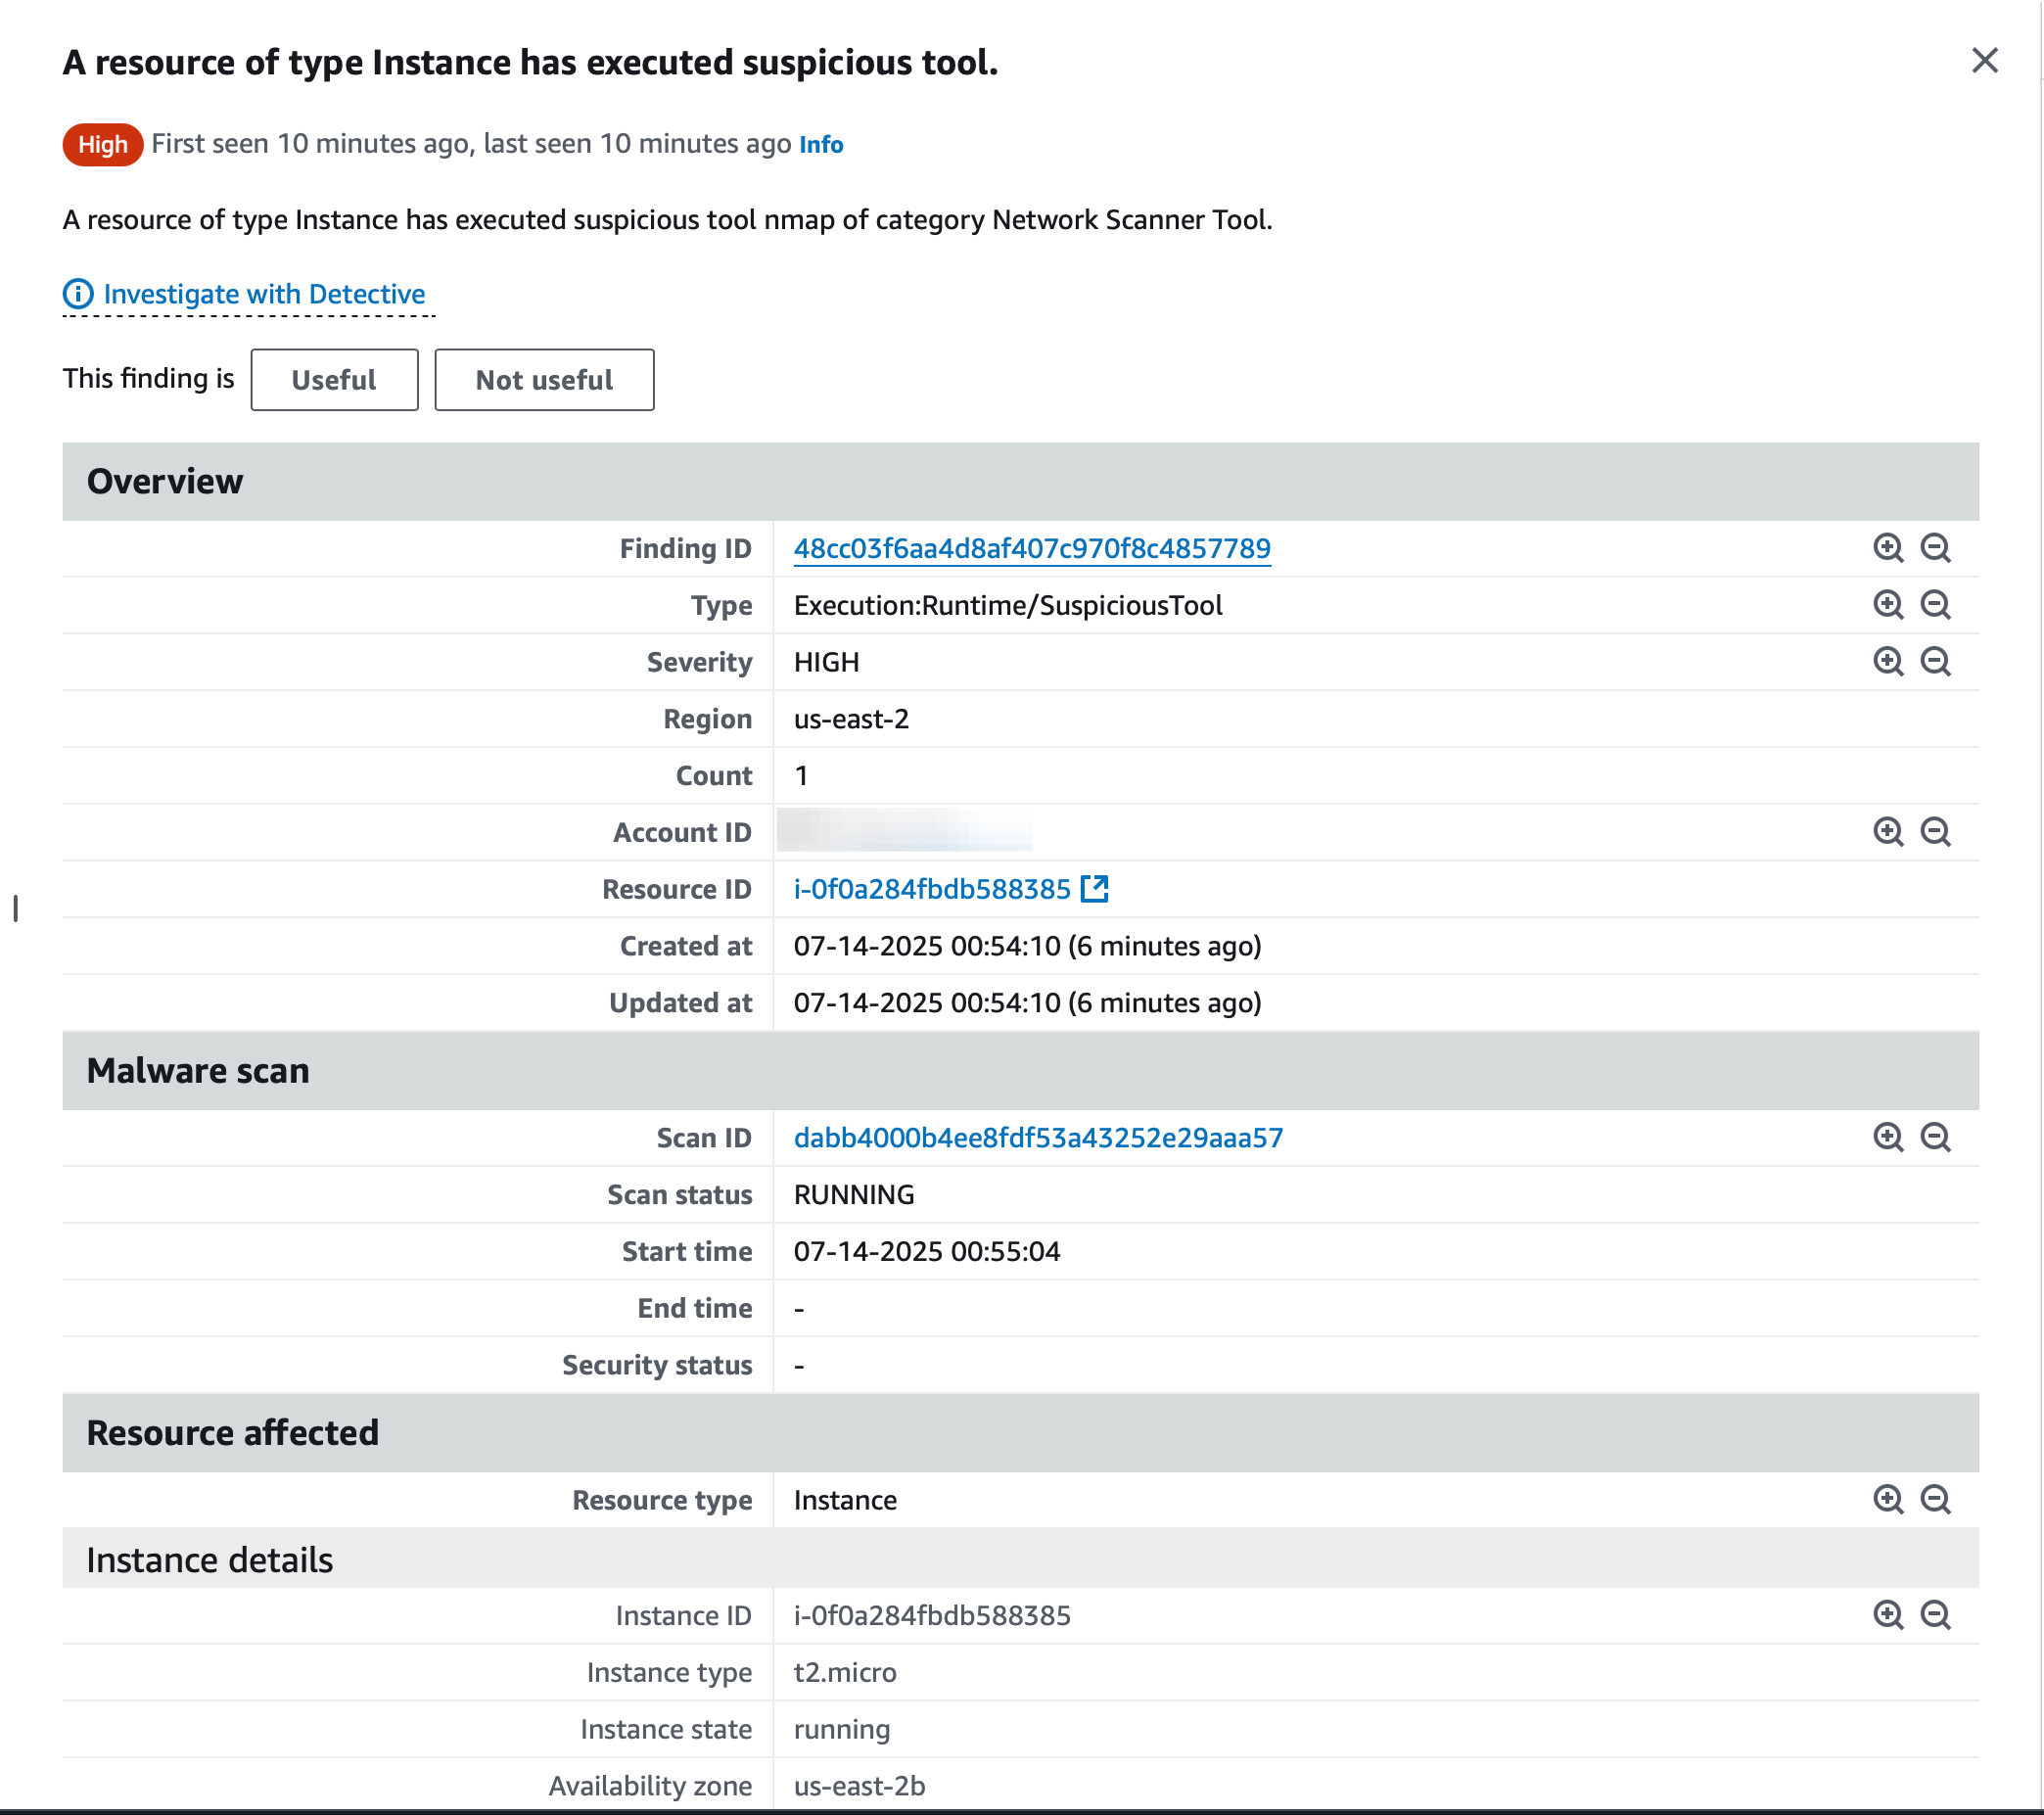 A resource of type Instance has executed suspicious tool.
High First seen 10 minutes ago, last seen 10 minutes ago Info
A resource of type Instance has executed suspicious tool nmap of category Network Scanner Tool.
Investigate with Detective
This finding is Useful Not useful
Overview
Finding ID 48cc03f6aa4d8af407c970f8c4857789
Type Execution:Runtime/SuspiciousTool
Severity HIGH
Region us-east-2
Count 1
Account ID
Resource ID i-0f0a284fbdb588385
Created at 07-14-2025 00:54:10 (6 minutes ago)
Updated at 07-14-2025 00:54:10 (6 minutes ago)
Malware scan
Scan ID dabb4000b4ee8fdf53a43252e29aaa57
Scan status RUNNING
Start time 07-14-2025 00:55:04
End time -
Security status -
Resource affected
Resource type Instance
Instance details
Instance ID i-0f0a284fbdb588385
Instance type t2.micro
Instance state running
Availability zone us-east-2b